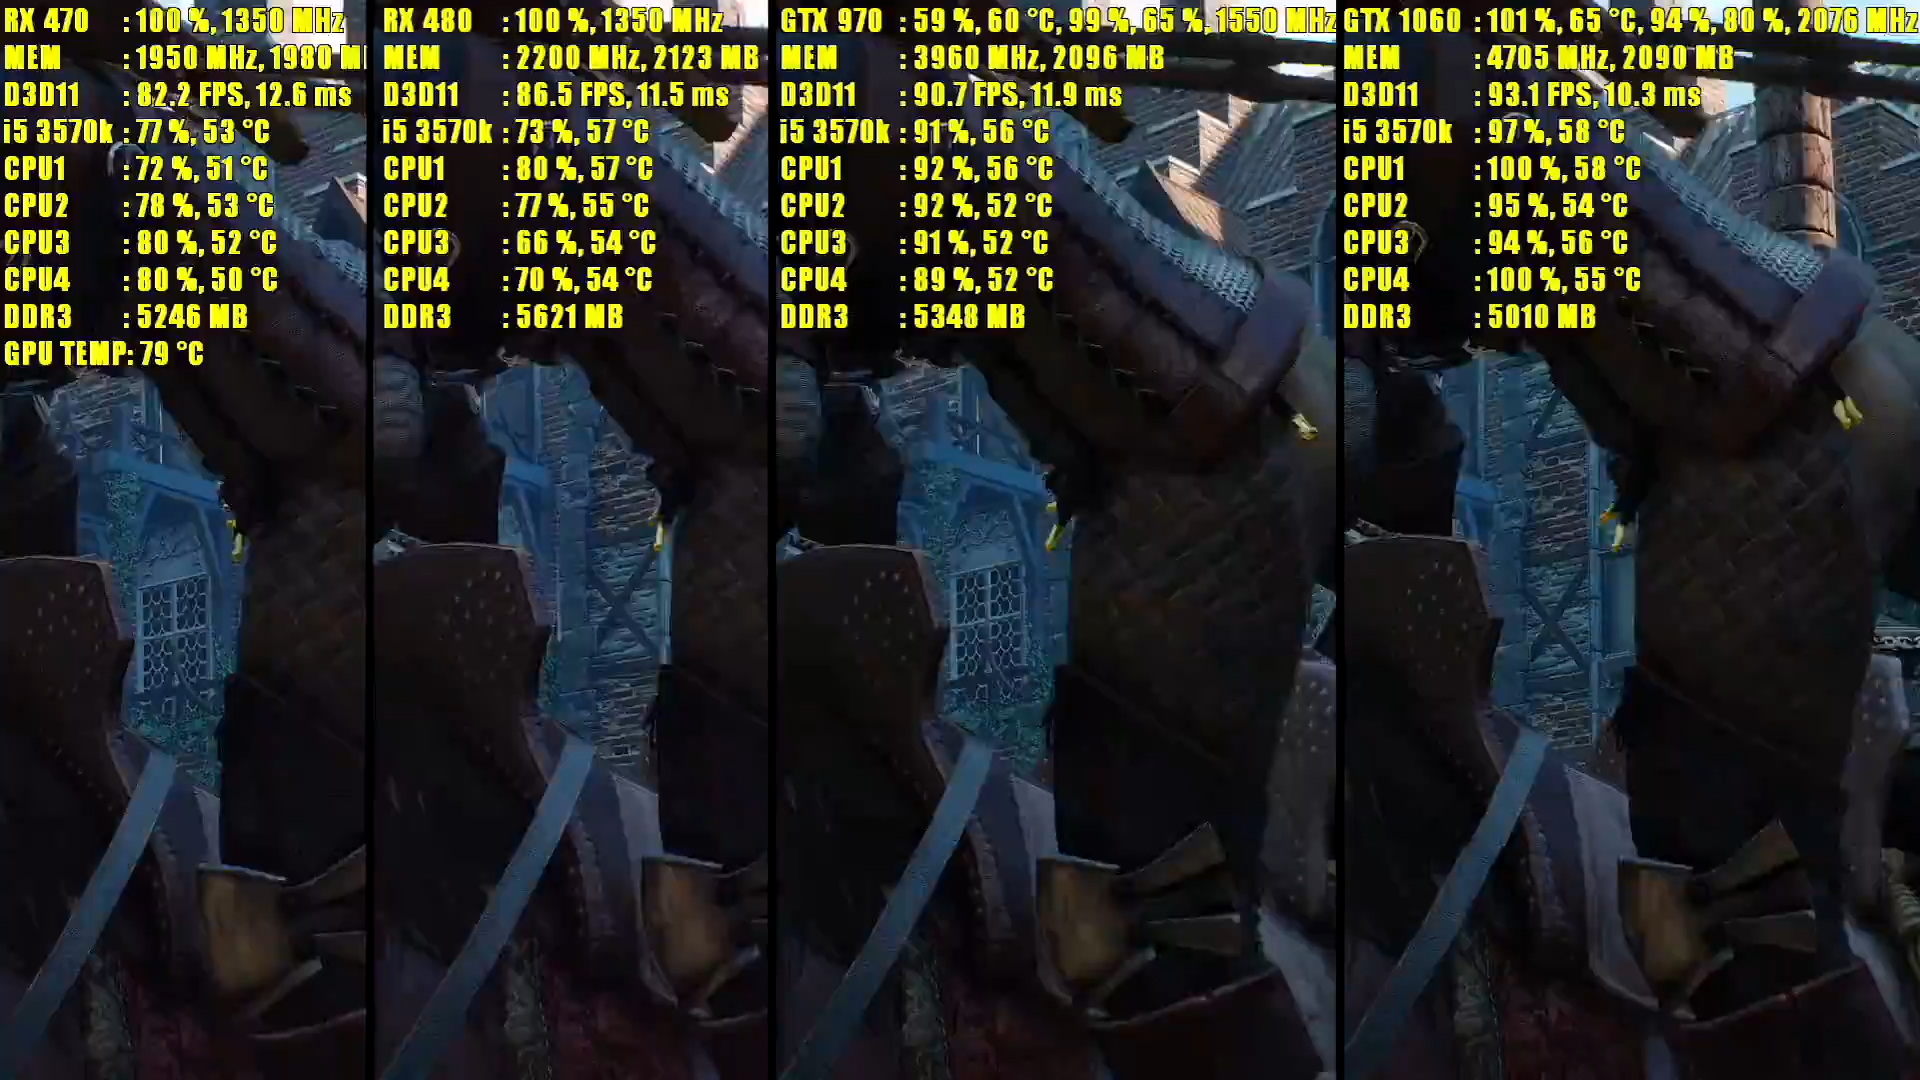 RX 470 : 100 %, 1350 MHz
MEM : 1950 MHz, 1980 M
D3D11 : 82.2 FPS, 12.6 ms
i5 3570k : 77 %, 53 °C
CPU1 : 72 %, 51 °C
CPU2 : 78 %, 53 °C
CPU3 : 80 %, 52 °C
CPU4 : 80 %, 50 °C
DDR3 : 5246 MB
GPU TEMP: 79 °C
RX 480 : 100 %, 1350 MHz
MEM : 2200 MHz, 2123 MB
D3D11 : 86.5 FPS, 11.5 ms
i5 3570k : 73 %, 57 °C
CPU1 : 80 %, 57 °C
CPU2 : 77 %, 55 °C
CPU3 : 66 %, 54 °C
CPU4 : 70 %, 54 °C
DDR3 : 5621 MB
GTX 970 : 59 %, 60 °C, 99 %, 65 %, 1550 MHz
MEM : 3960 MHz, 2096 MB
D3D11 : 90.7 FPS, 11.9 ms
i5 3570k : 91 %, 56 °C
CPU1 : 92 %, 56 °C
CPU2 : 92 %, 52 °C
CPU3 : 91 %, 52 °C
CPU4 : 89 %, 52 °C
DDR3 : 5348 MB
GTX 1060 : 101 %, 65 °C, 94 %, 80 %, 2076 MHz
MEM : 4705 MHz, 2090 MB
D3D11 : 93.1 FPS, 10.3 ms
i5 3570k : 97 %, 58 °C
CPU1 : 100 %, 58 °C
CPU2 : 95 %, 54 °C
CPU3 : 94 %, 56 °C
CPU4 : 100 %, 55 °C
DDR3 : 5010 MB